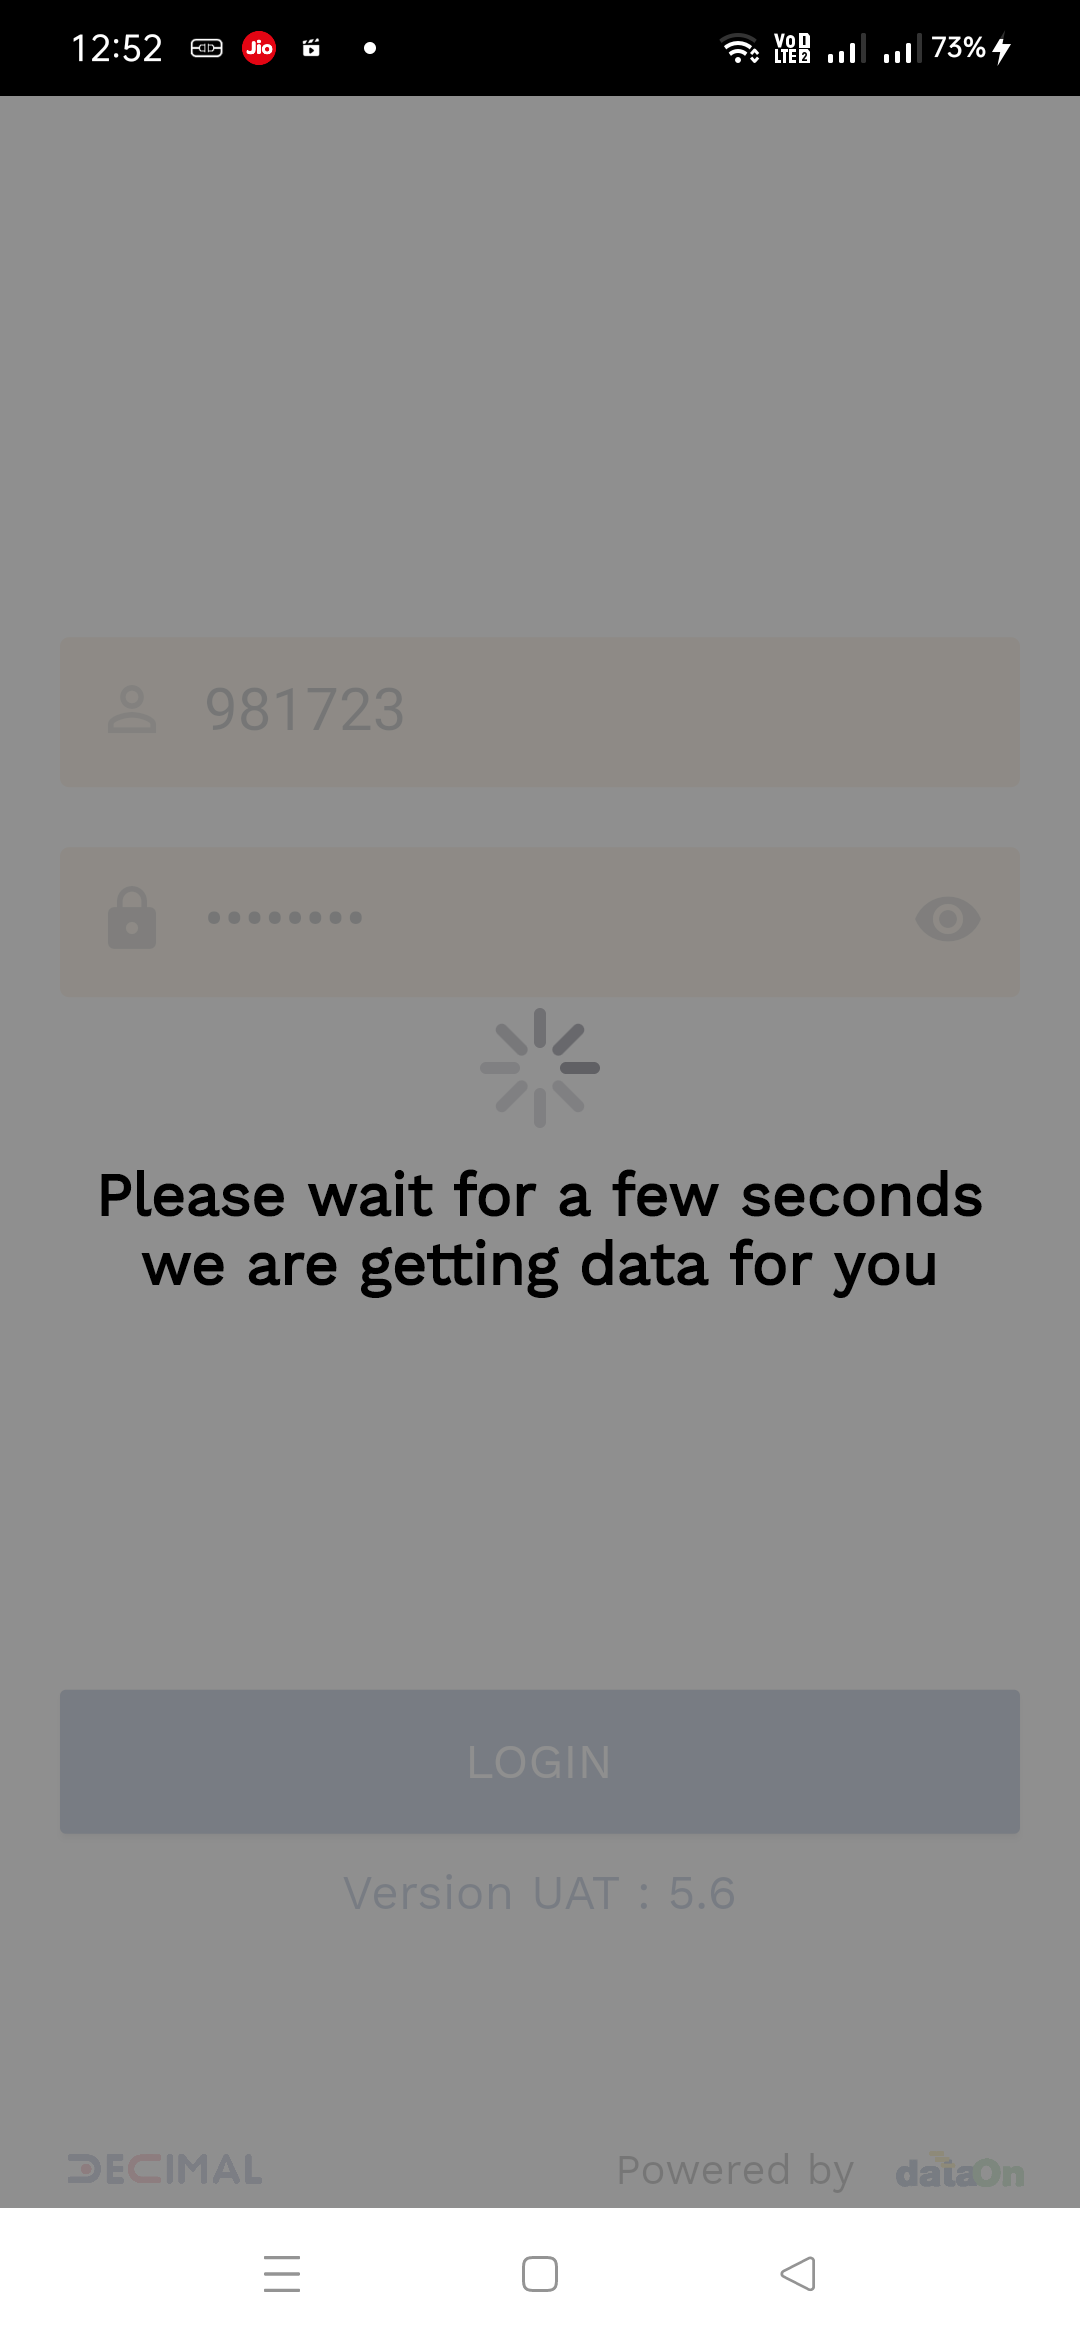 12:52 Jio Vo 1 LTE 2 73%
981723
••••••••
Please wait for a few seconds
we are getting data for you
LOGIN
Version UAT : 5.6
DECIMAL Powered by dataOn